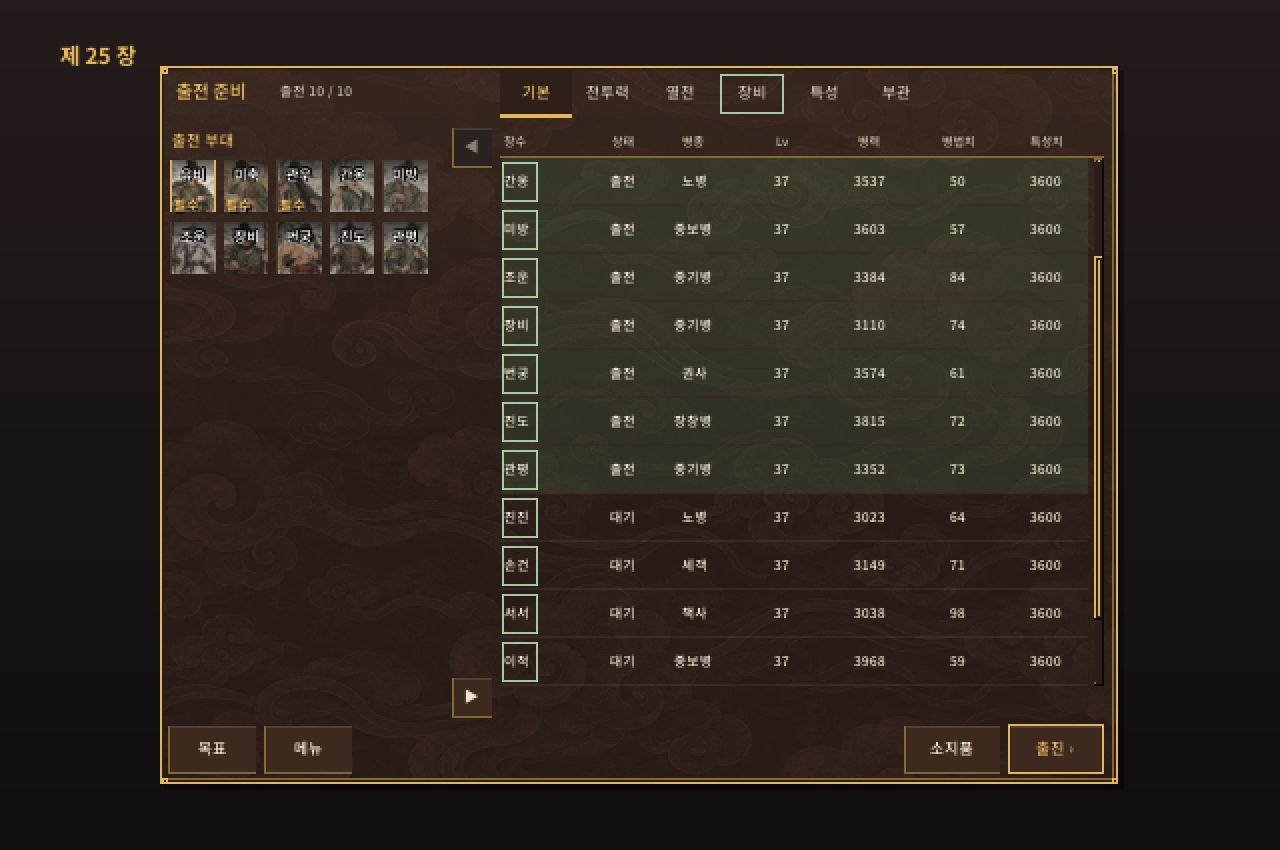 제 25 장
출전 준비 출전 10 / 10
기본 전투력 열전 장비 특성 부관
출전 부대
유비 미축 관우 간옹 미방
필수 필수 필수
조운 장비 번궁 진도 관평
장수 상태 병종 Lv 병력 병법치 특성치
간옹 출전 노병 37 3537 50 3600
미방 출전 중보병 37 3603 57 3600
조운 출전 중기병 37 3384 84 3600
장비 출전 중기병 37 3110 74 3600
번궁 출전 권사 37 3574 61 3600
진도 출전 장창병 37 3815 72 3600
관평 출전 중기병 37 3352 73 3600
진진 대기 노병 37 3023 64 3600
손건 대기 세객 37 3149 71 3600
서서 대기 책사 37 3038 98 3600
이적 대기 중보병 37 3968 59 3600
목표 메뉴 소지품 출진 ›